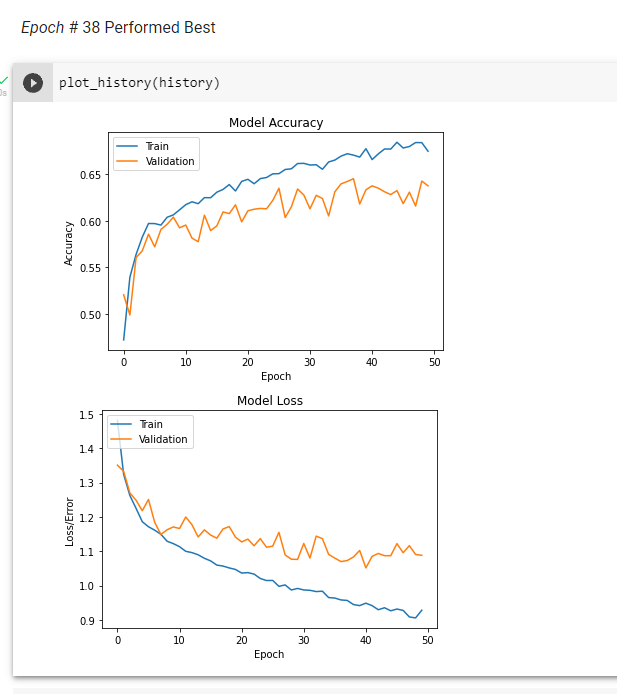 Epoch # 38 Performed Best
0s
plot_history(history)
Model Accuracy
Train
Validation
0.65
0.60
0.55
0.50
Accuracy
0 10 20 30 40 50
Epoch
Model Loss
Train
Validation
1.5
1.4
1.3
1.2
1.1
1.0
0.9
Loss/Error
0 10 20 30 40 50
Epoch